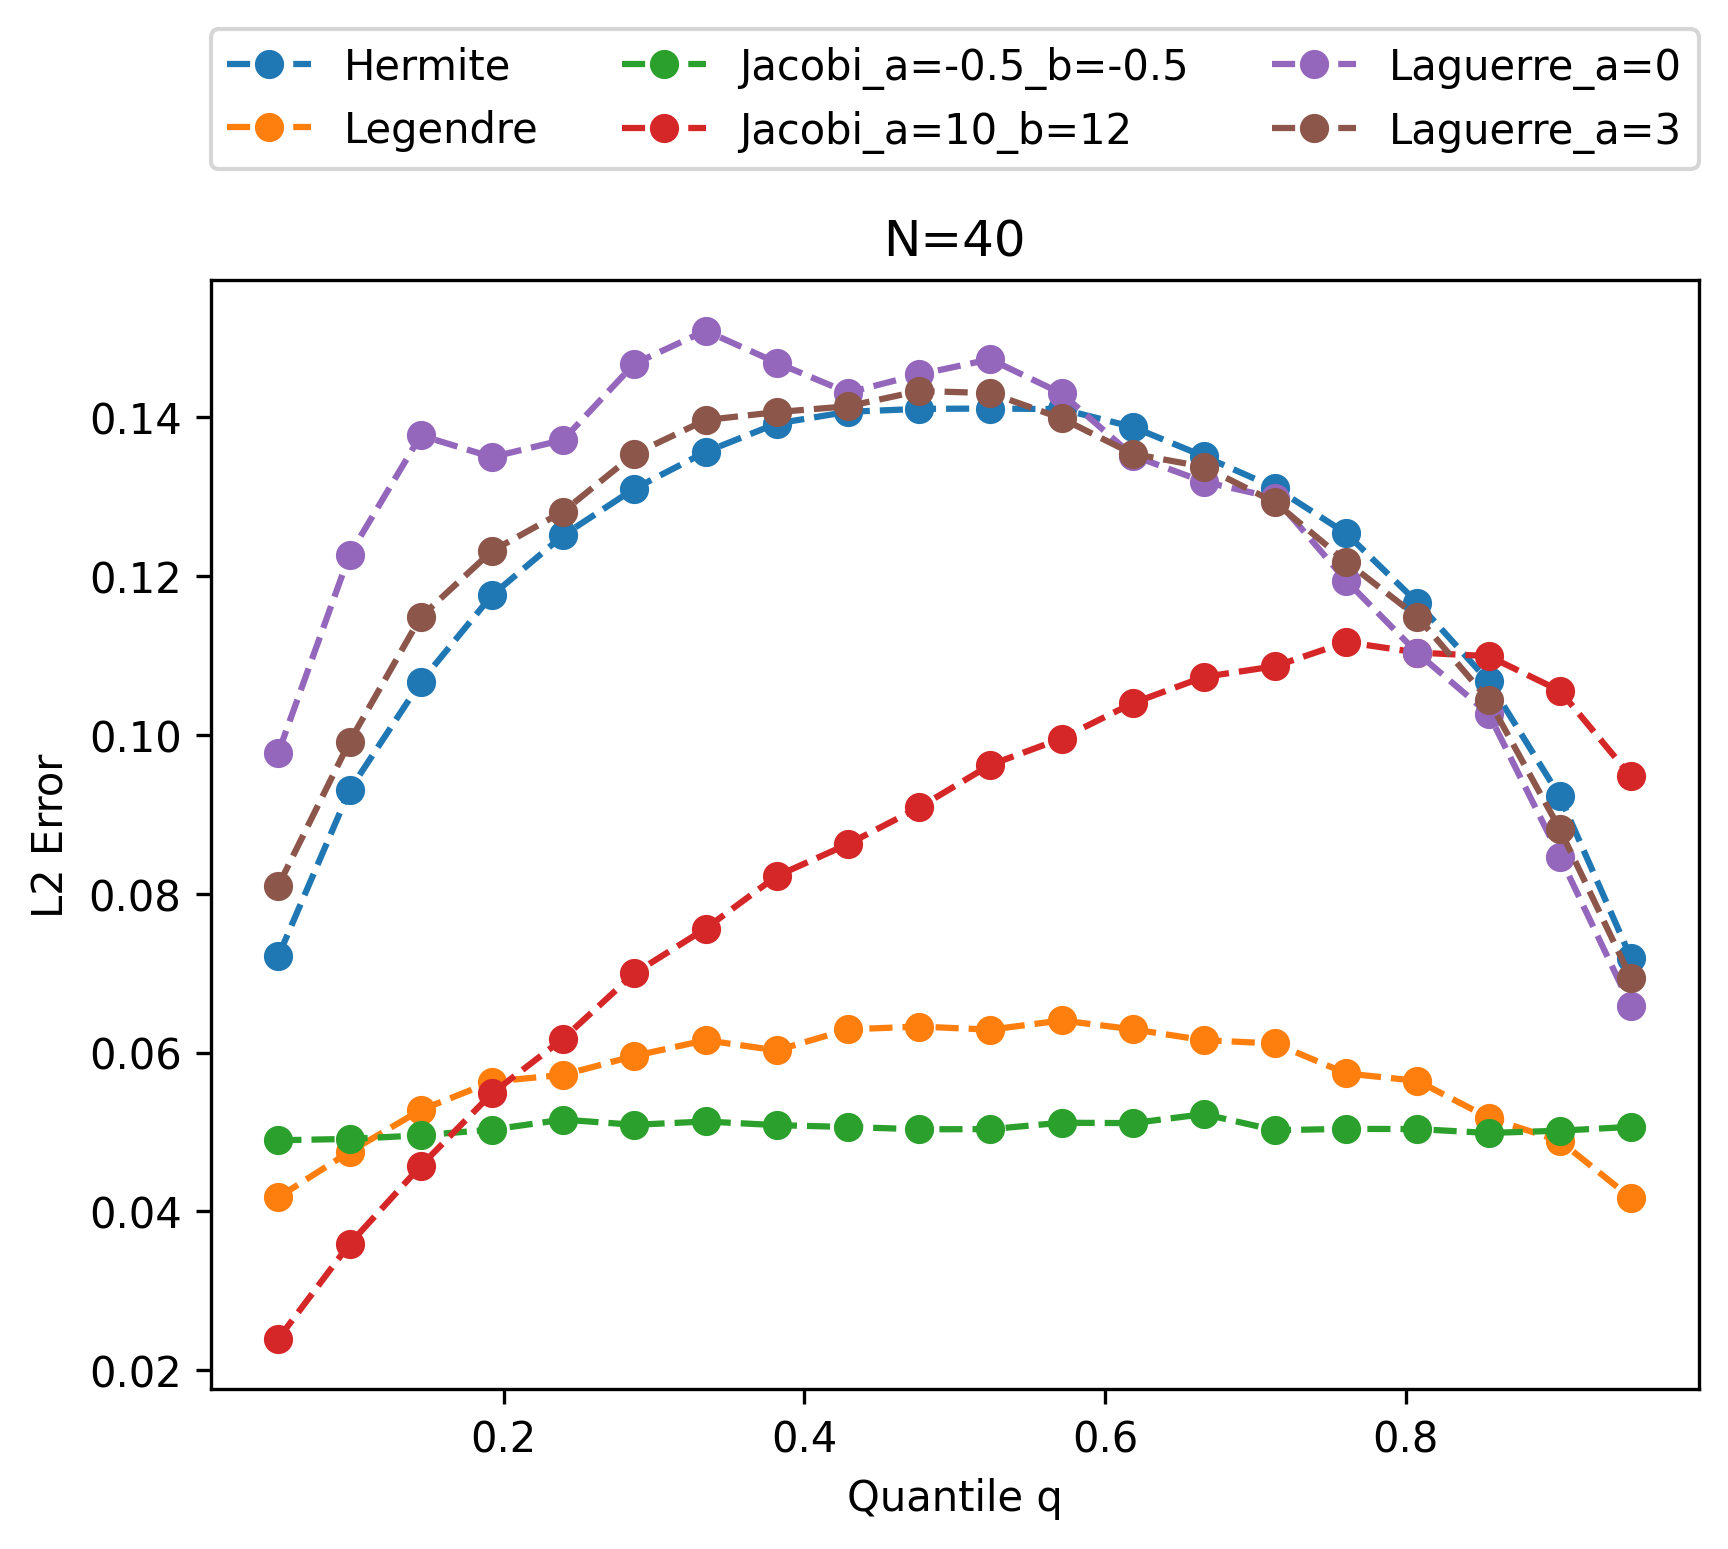 Hermite
Legendre
Jacobi_a=-0.5_b=-0.5
Jacobi_a=10_b=12
Laguerre_a=0
Laguerre_a=3
N=40
L2 Error
0.14
0.12
0.10
0.08
0.06
0.04
0.02
0.2
0.4
0.6
0.8
Quantile q